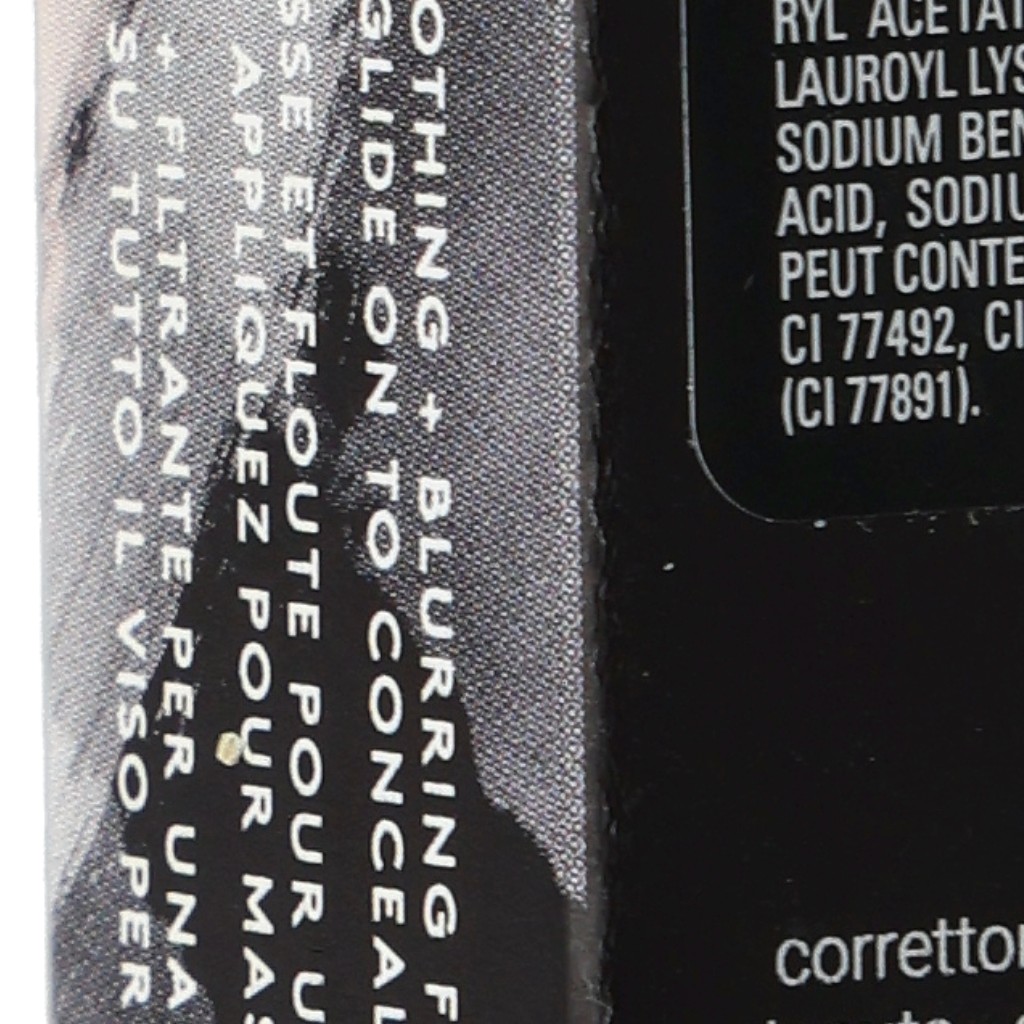 OTHING + BLURRING F
GLIDE ON TO CONCEAL
SSE ET FLOUTE POUR U
APPLIQUEZ POUR MAS
+ FILTRANTE PER UNA
SU TUTTO IL VISO PER
RYL ACETAT
LAUROYL LYS
SODIUM BEN
ACID, SODIU
PEUT CONTE
CI 77492, CI
(CI 77891).
corretto